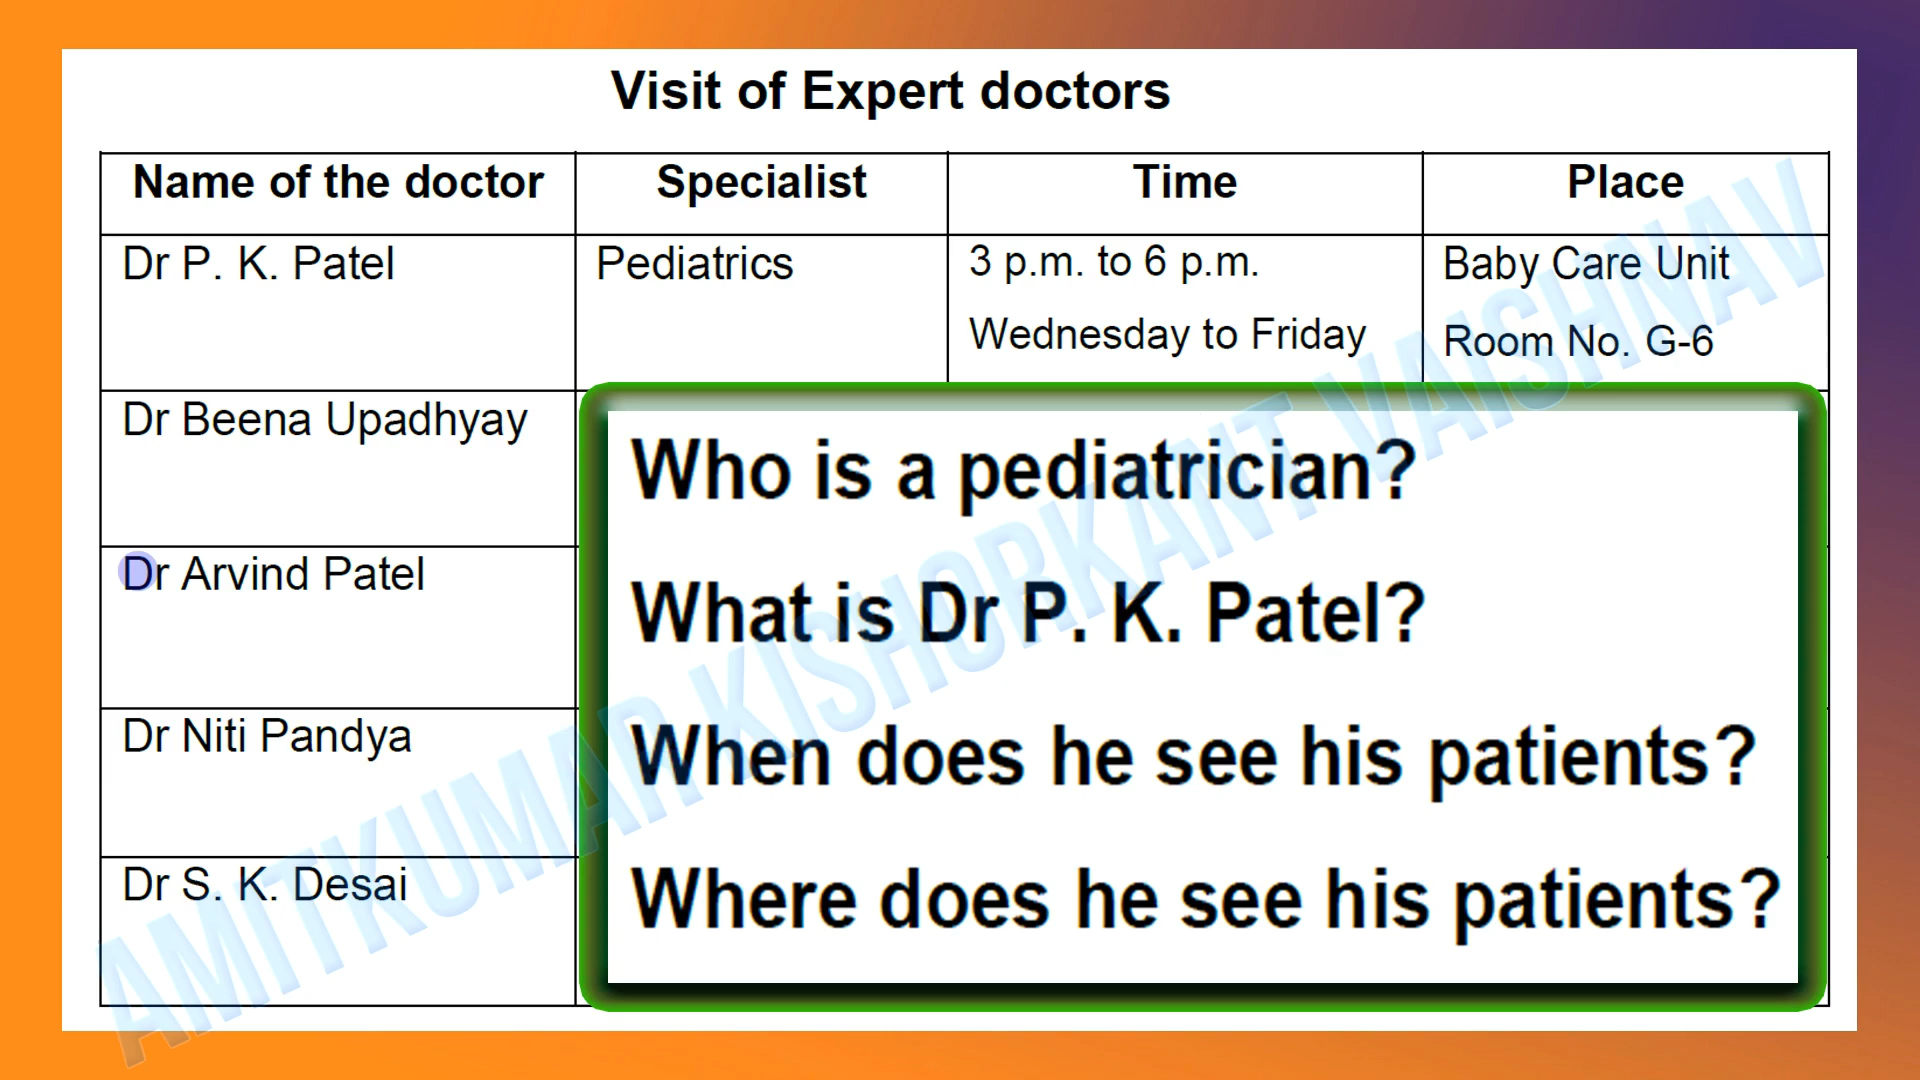 Visit of Expert doctors
Name of the doctor Specialist Time Place
Dr P. K. Patel Pediatrics 3 p.m. to 6 p.m. Baby Care Unit
Wednesday to Friday Room No. G-6
Dr Beena Upadhyay
Dr Arvind Patel
Dr Niti Pandya
Dr S. K. Desai
Who is a pediatrician?
What is Dr P. K. Patel?
When does he see his patients?
Where does he see his patients?
AMITKUMAR KISHORKANT VAISHNAV